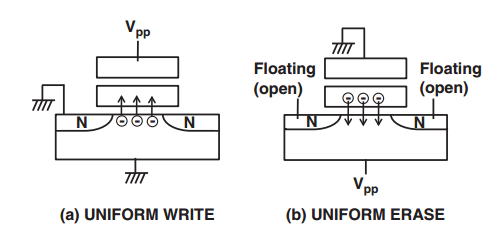 Vpp
N
N
(a) UNIFORM WRITE
Floating
(open)
Floating
(open)
N
N
Vpp
(b) UNIFORM ERASE